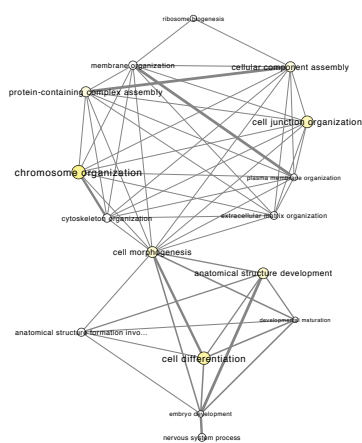 ribosome biogenesis
membrane organization
cellular component assembly
protein-containing complex assembly
cell junction organization
chromosome organization
plasma membrane organization
cytoskeleton organization
extracellular matrix organization
cell morphogenesis
anatomical structure development
developmental maturation
anatomical structure formation invo...
cell differentiation
embryo development
nervous system process